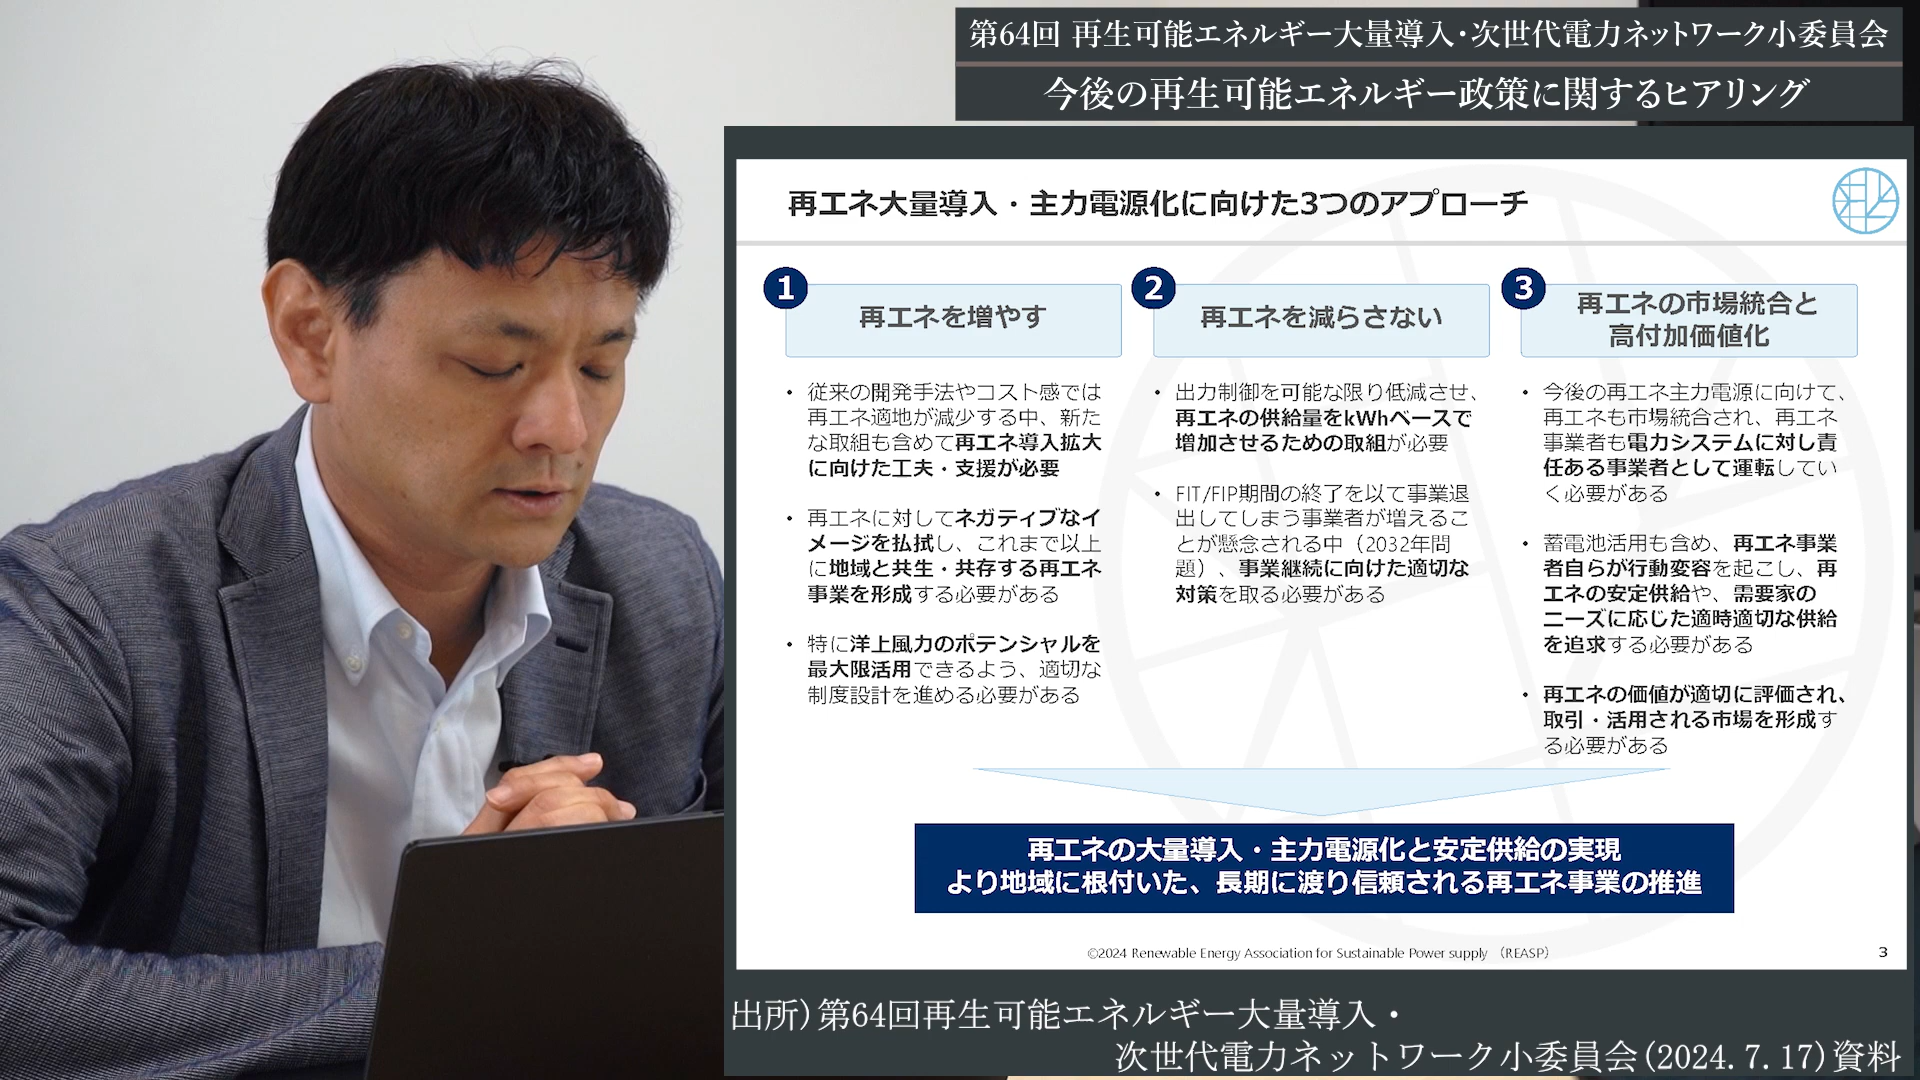 第64回 再生可能エネルギー大量導入・次世代電力ネットワーク小委員会
今後の再生可能エネルギー政策に関するヒアリング
再エネ大量導入・主力電源化に向けた3つのアプローチ
1
再エネを増やす
・ 従来の開発手法やコスト感では
再エネ適地が減少する中、新た
な取組も含めて再エネ導入拡大
に向けた工夫・支援が必要
・ 再エネに対してネガティブなイ
メージを払拭し、これまで以上
に地域と共生・共存する再エネ
事業を形成する必要がある
・ 特に洋上風力のポテンシャルを
最大限活用できるよう、適切な
制度設計を進める必要がある
2
再エネを減らさない
・ 出力制御を可能な限り低減させ、
再エネの供給量をkWhベースで
増加させるための取組が必要
・ FIT/FIP期間の終了を以て事業退
出してしまう事業者が増えるこ
とが懸念される中（2032年問
題）、事業継続に向けた適切な
対策を取る必要がある
3
再エネの市場統合と
高付加価値化
・ 今後の再エネ主力電源に向けて、
再エネも市場統合され、再エネ
事業者も電力システムに対し責
任ある事業者として運転してい
く必要がある
・ 蓄電池活用も含め、再エネ事業
者自らが行動変容を起こし、再
エネの安定供給や、需要家の
ニーズに応じた適時適切な供給
を追求する必要がある
・ 再エネの価値が適切に評価され、
取引・活用される市場を形成す
る必要がある
再エネの大量導入・主力電源化と安定供給の実現
より地域に根付いた、長期に渡り信頼される再エネ事業の推進
©2024 Renewable Energy Association for Sustainable Power supply （REASP）
3
出所)第64回再生可能エネルギー大量導入・
次世代電力ネットワーク小委員会(2024.7.17)資料